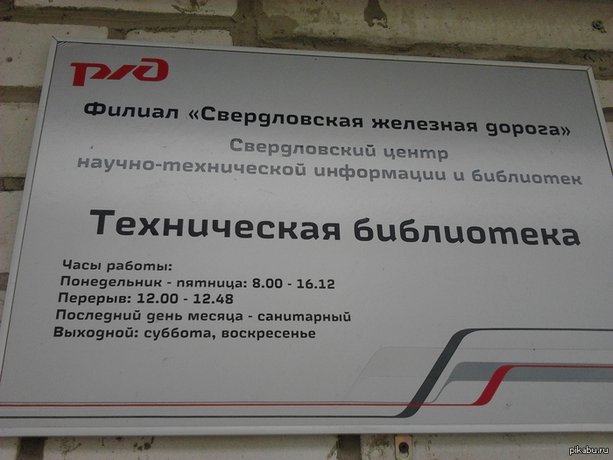 РЖД
Филиал «Свердловская железная дорога»
Свердловский центр
научно-технической информации и библиотек
Техническая библиотека
Часы работы:
Понедельник - пятница: 8.00 - 16.12
Перерыв: 12.00 - 12.48
Последний день месяца - санитарный
Выходной: суббота, воскресенье
pikabu.ru